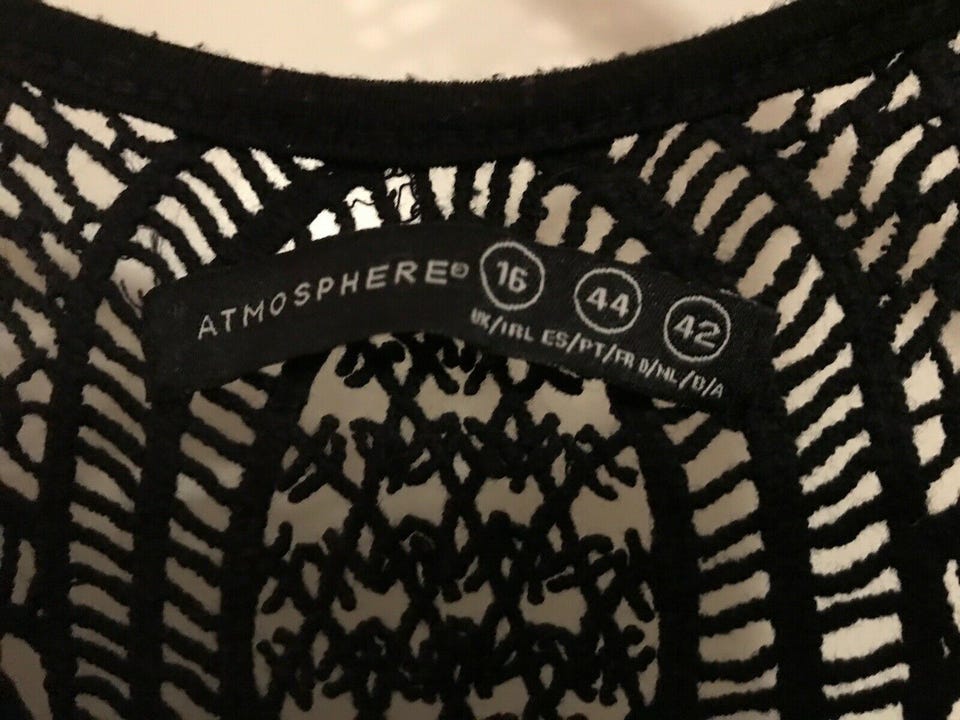 ATMOSPHERE® 16 44 42
UK/IRL ES/PT/FR D/NL/B/A